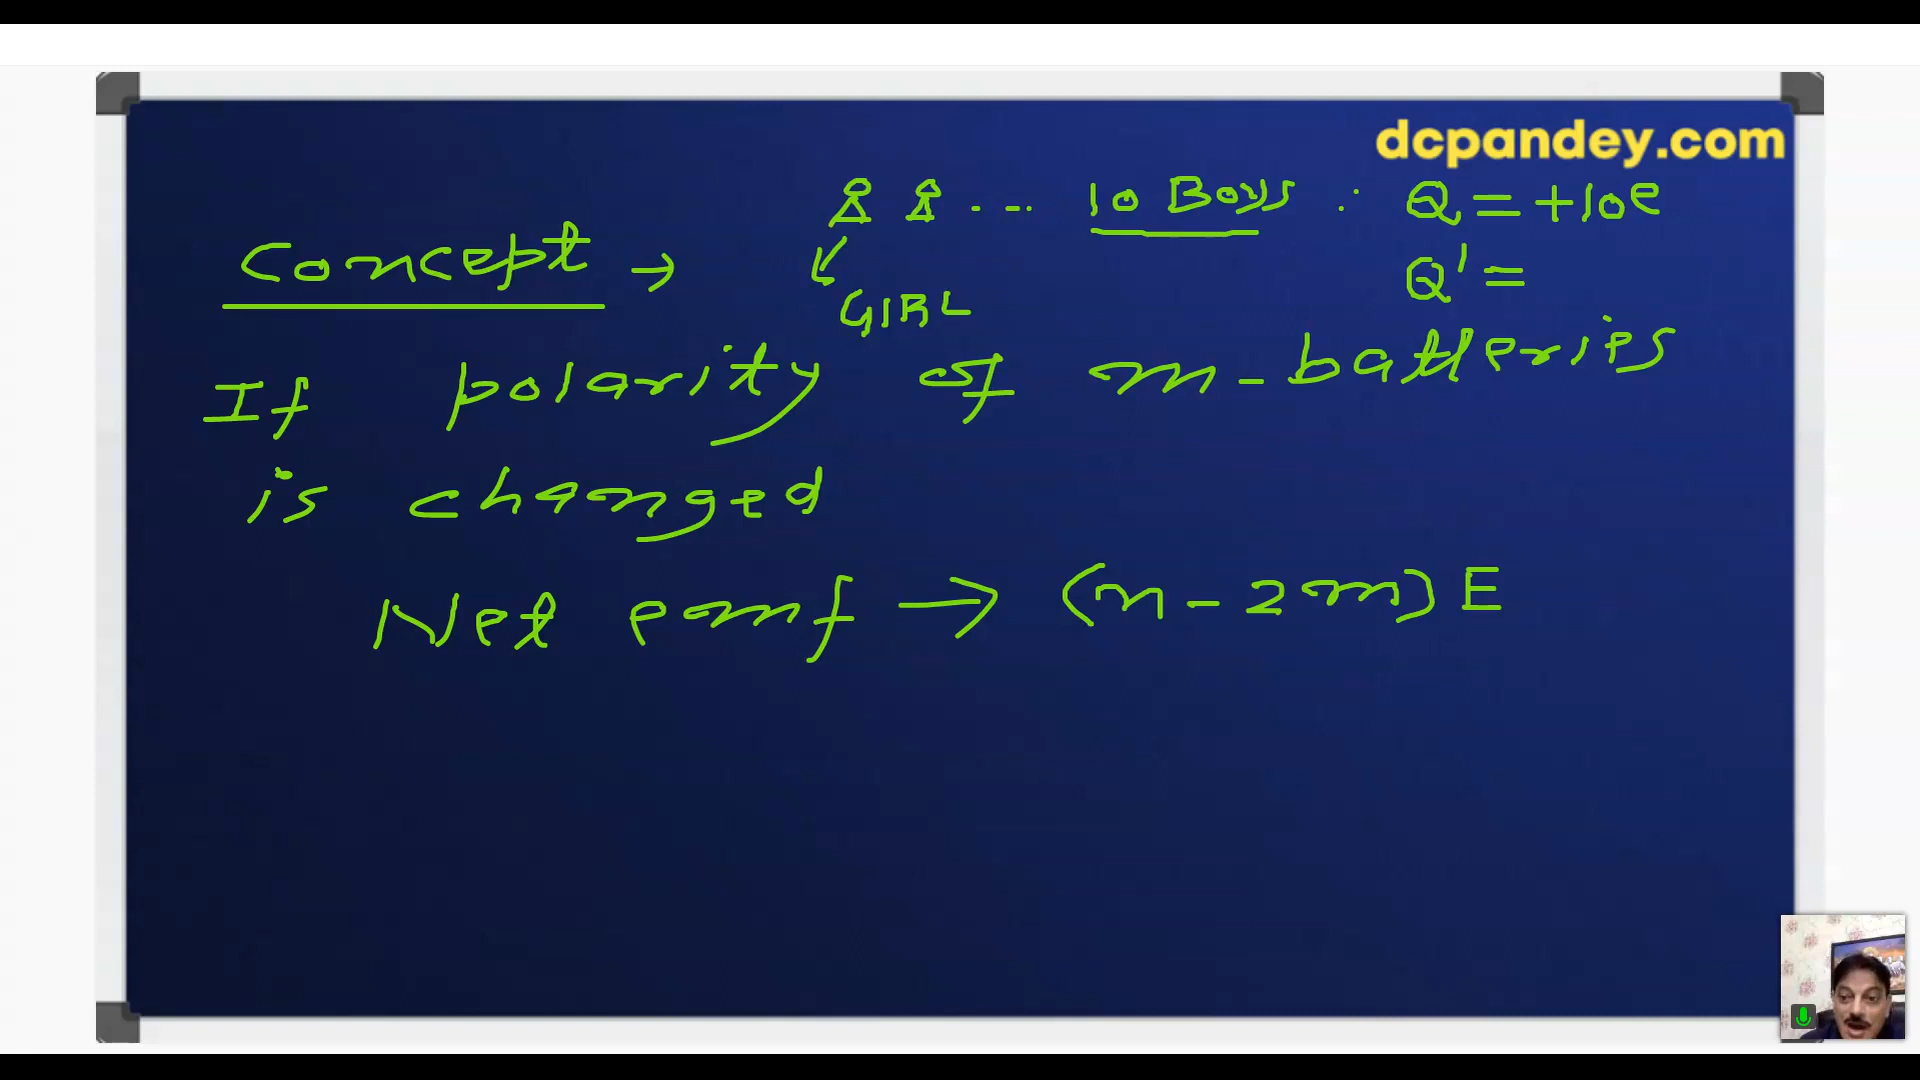 dcpandey.com
... 10 Boys : Q = +10e
Concept →
GIRL
Q' =
If polarity of m-batteries
is changed
Net emf → (n-2m)E